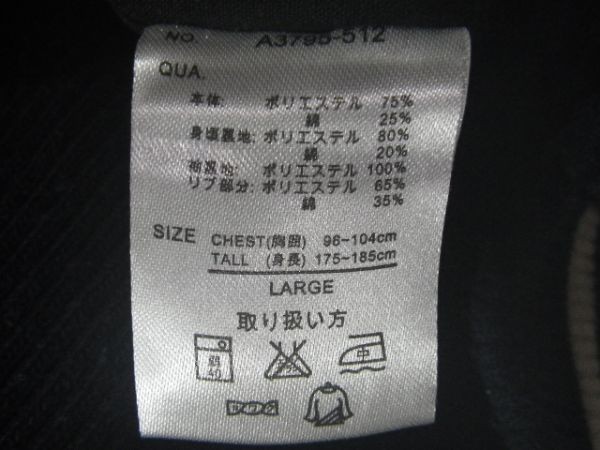 NO. A3795-512
QUA.
本体: ポリエステル 75%
綿 25%
身頃裏地: ポリエステル 80%
綿 20%
袖裏地: ポリエステル 100%
リブ部分: ポリエステル 65%
綿 35%
SIZE CHEST(胸囲) 96~104cm
TALL (身長) 175~185cm
LARGE
取り扱い方
弱 40 中